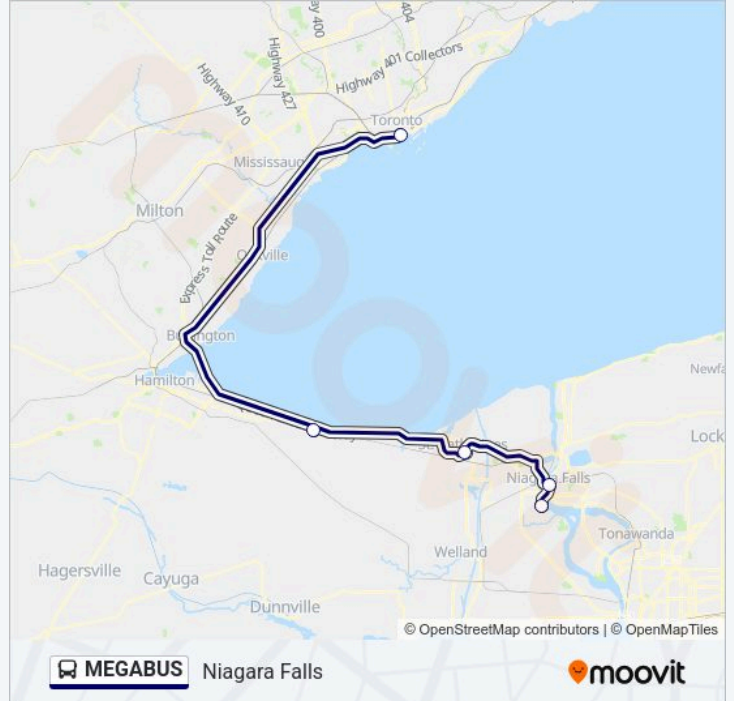 Highway 400
404
Highway 427
Highway 401 Collectors
Highway 410
Toronto
Mississauga
Milton
Express Toll Route
Oakville
Burlington
Hamilton
Newfa
Lock
Niagara Falls
Welland
Tonawanda
Hagersville
Cayuga
Dunnville
© OpenStreetMap contributors | © OpenMapTiles
MEGABUS Niagara Falls moovit